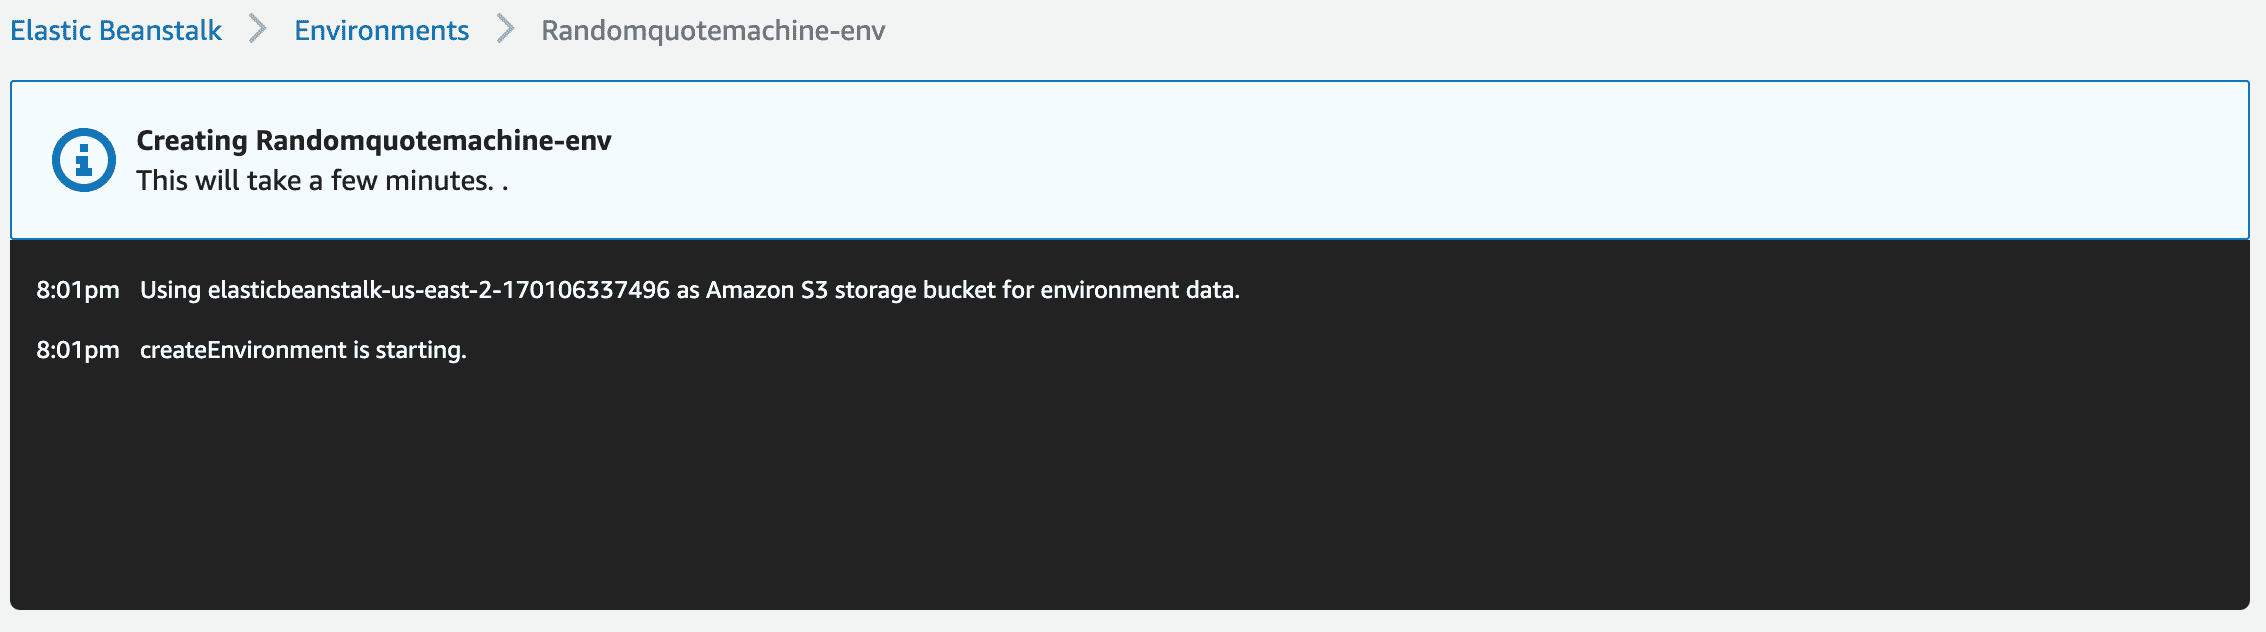 Elastic Beanstalk Environments Randomquotemachine-env
Creating Randomquotemachine-env
This will take a few minutes. .
8:01pm Using elasticbeanstalk-us-east-2-170106337496 as Amazon S3 storage bucket for environment data.
8:01pm createEnvironment is starting.